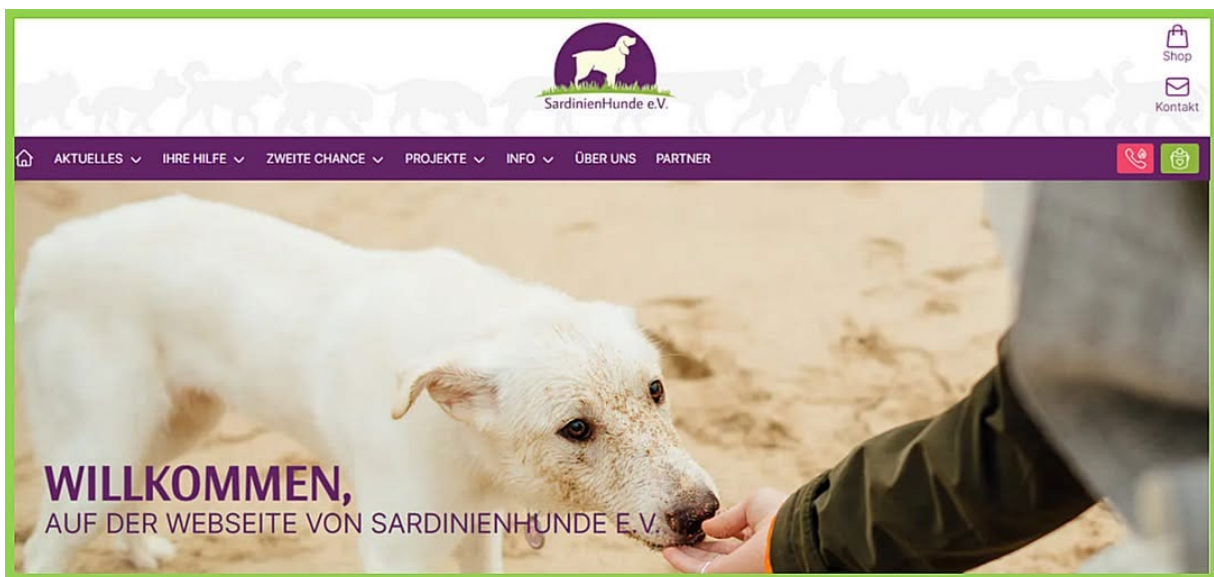 SardinienHunde e.V.
Shop
Kontakt
AKTUELLES IHRE HILFE ZWEITE CHANCE PROJEKTE INFO ÜBER UNS PARTNER
WILLKOMMEN,
AUF DER WEBSEITE VON SARDINIENHUNDE E.V.